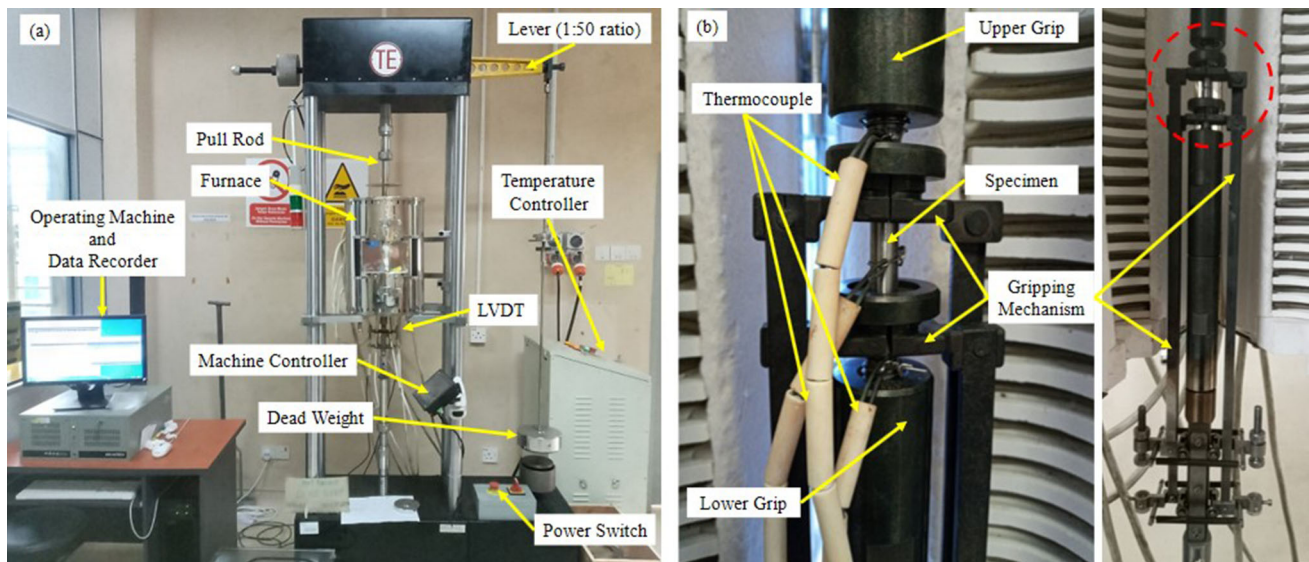 (a)
Lever (1:50 ratio)
TE
Pull Rod
Furnace
Temperature
Controller
Operating Machine
and
Data Recorder
LVDT
Machine Controller
Dead Weight
Power Switch
(b)
Upper Grip
Thermocouple
Specimen
Gripping
Mechanism
Lower Grip